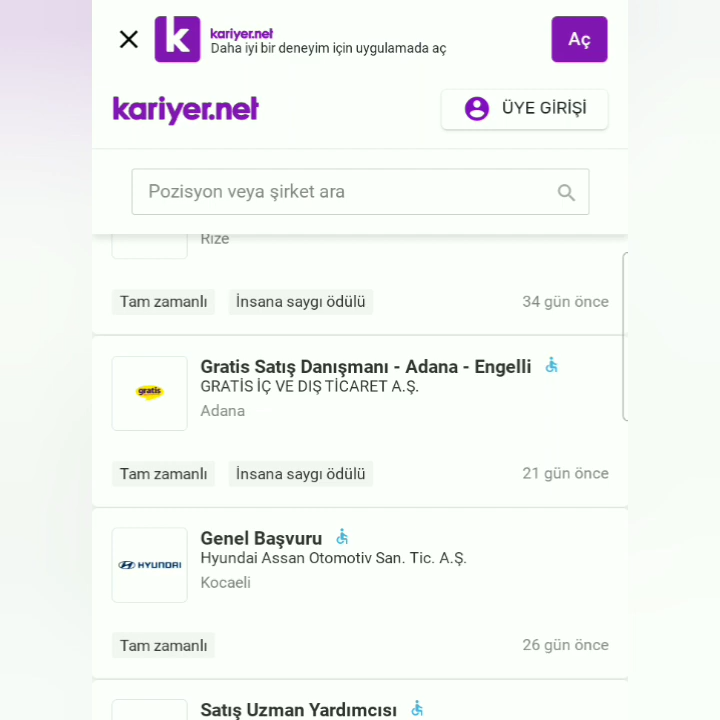 kariyer.net
Daha iyi bir deneyim için uygulamada aç
Aç
kariyer.net
ÜYE GİRİŞİ
Pozisyon veya şirket ara
Rize
Tam zamanlı
İnsana saygı ödülü
34 gün önce
Gratis Satış Danışmanı - Adana - Engelli
gratis
GRATİS İÇ VE DIŞ TİCARET A.Ş.
Adana
Tam zamanlı
İnsana saygı ödülü
21 gün önce
Genel Başvuru
HYUNDAI
Hyundai Assan Otomotiv San. Tic. A.Ş.
Kocaeli
Tam zamanlı
26 gün önce
Satış Uzman Yardımcısı